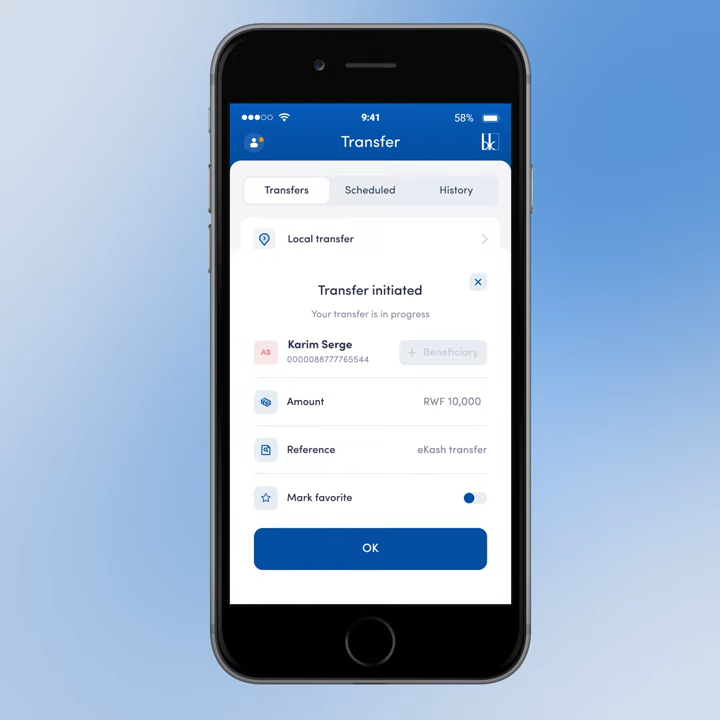 9:41
58%
Transfer
bk
Transfers
Scheduled
History
Local transfer
Transfer initiated
Your transfer is in progress
AB
Karim Serge
0000088777765544
+ Beneficiary
Amount
RWF 10,000
Reference
eKash transfer
Mark favorite
OK